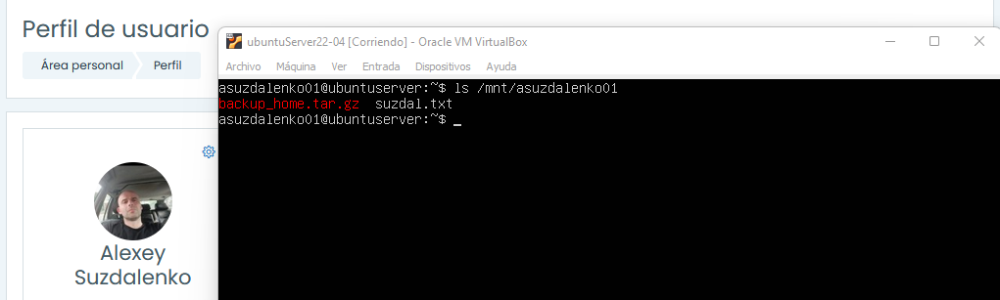 Perfil de usuario
Área personal
Perfil
Alexey
Suzdalenko
ubuntuServer22-04 [Corriendo] - Oracle VM VirtualBox
Archivo Máquina Ver Entrada Dispositivos Ayuda
asuzdalenko01@ubuntuserver:~$ ls /mnt/asuzdalenko01
backup_home.tar.gz suzdal.txt
asuzdalenko01@ubuntuserver:~$ _